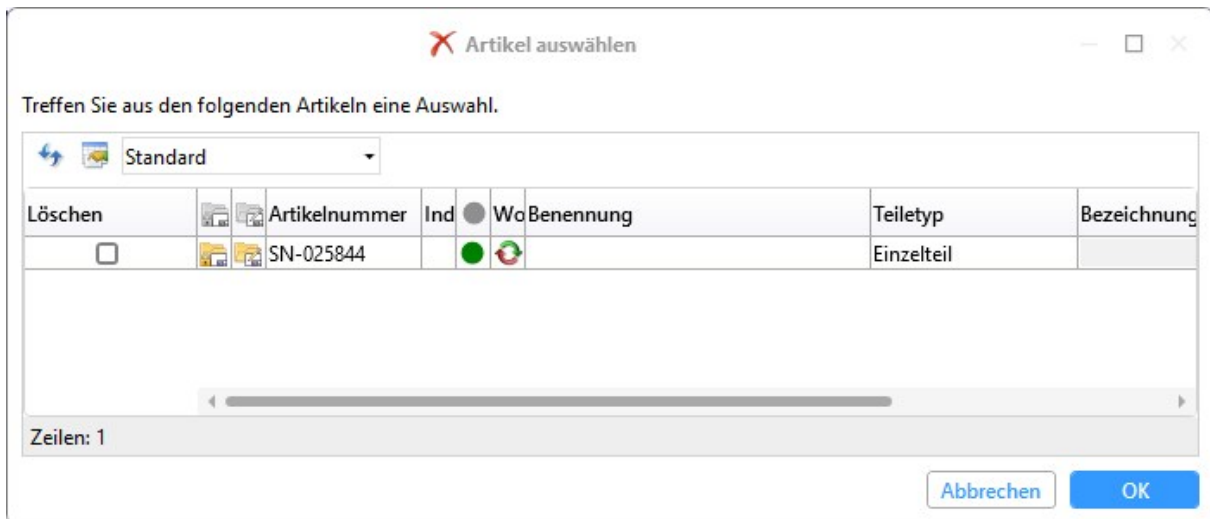 Artikel auswählen
Treffen Sie aus den folgenden Artikeln eine Auswahl.
Standard
Löschen Artikelnummer Ind Wo Benennung Teiletyp Bezeichnung
SN-025844 Einzelteil
Zeilen: 1
Abbrechen OK